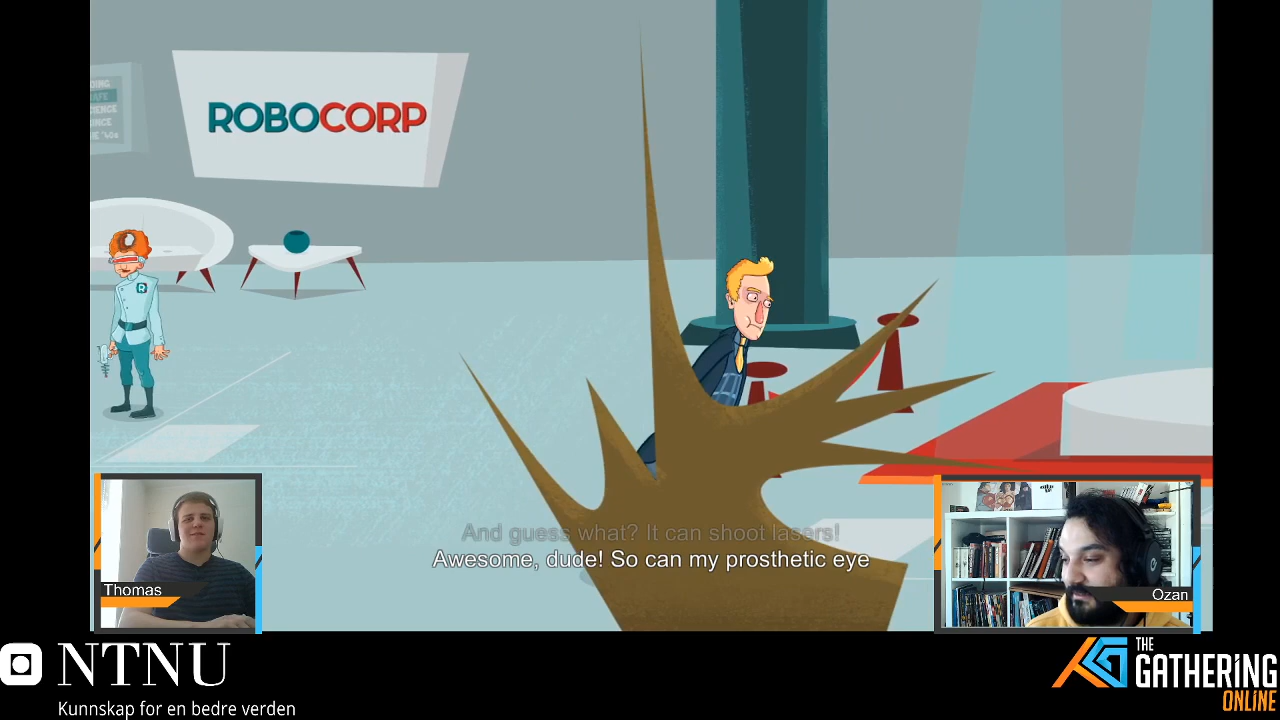 ROBOCORP
And guess what? It can shoot lasers!
Awesome, dude! So can my prosthetic eye
Thomas
Ozan
NTNU
Kunnskap for en bedre verden
THE
GATHERING
ONLINE